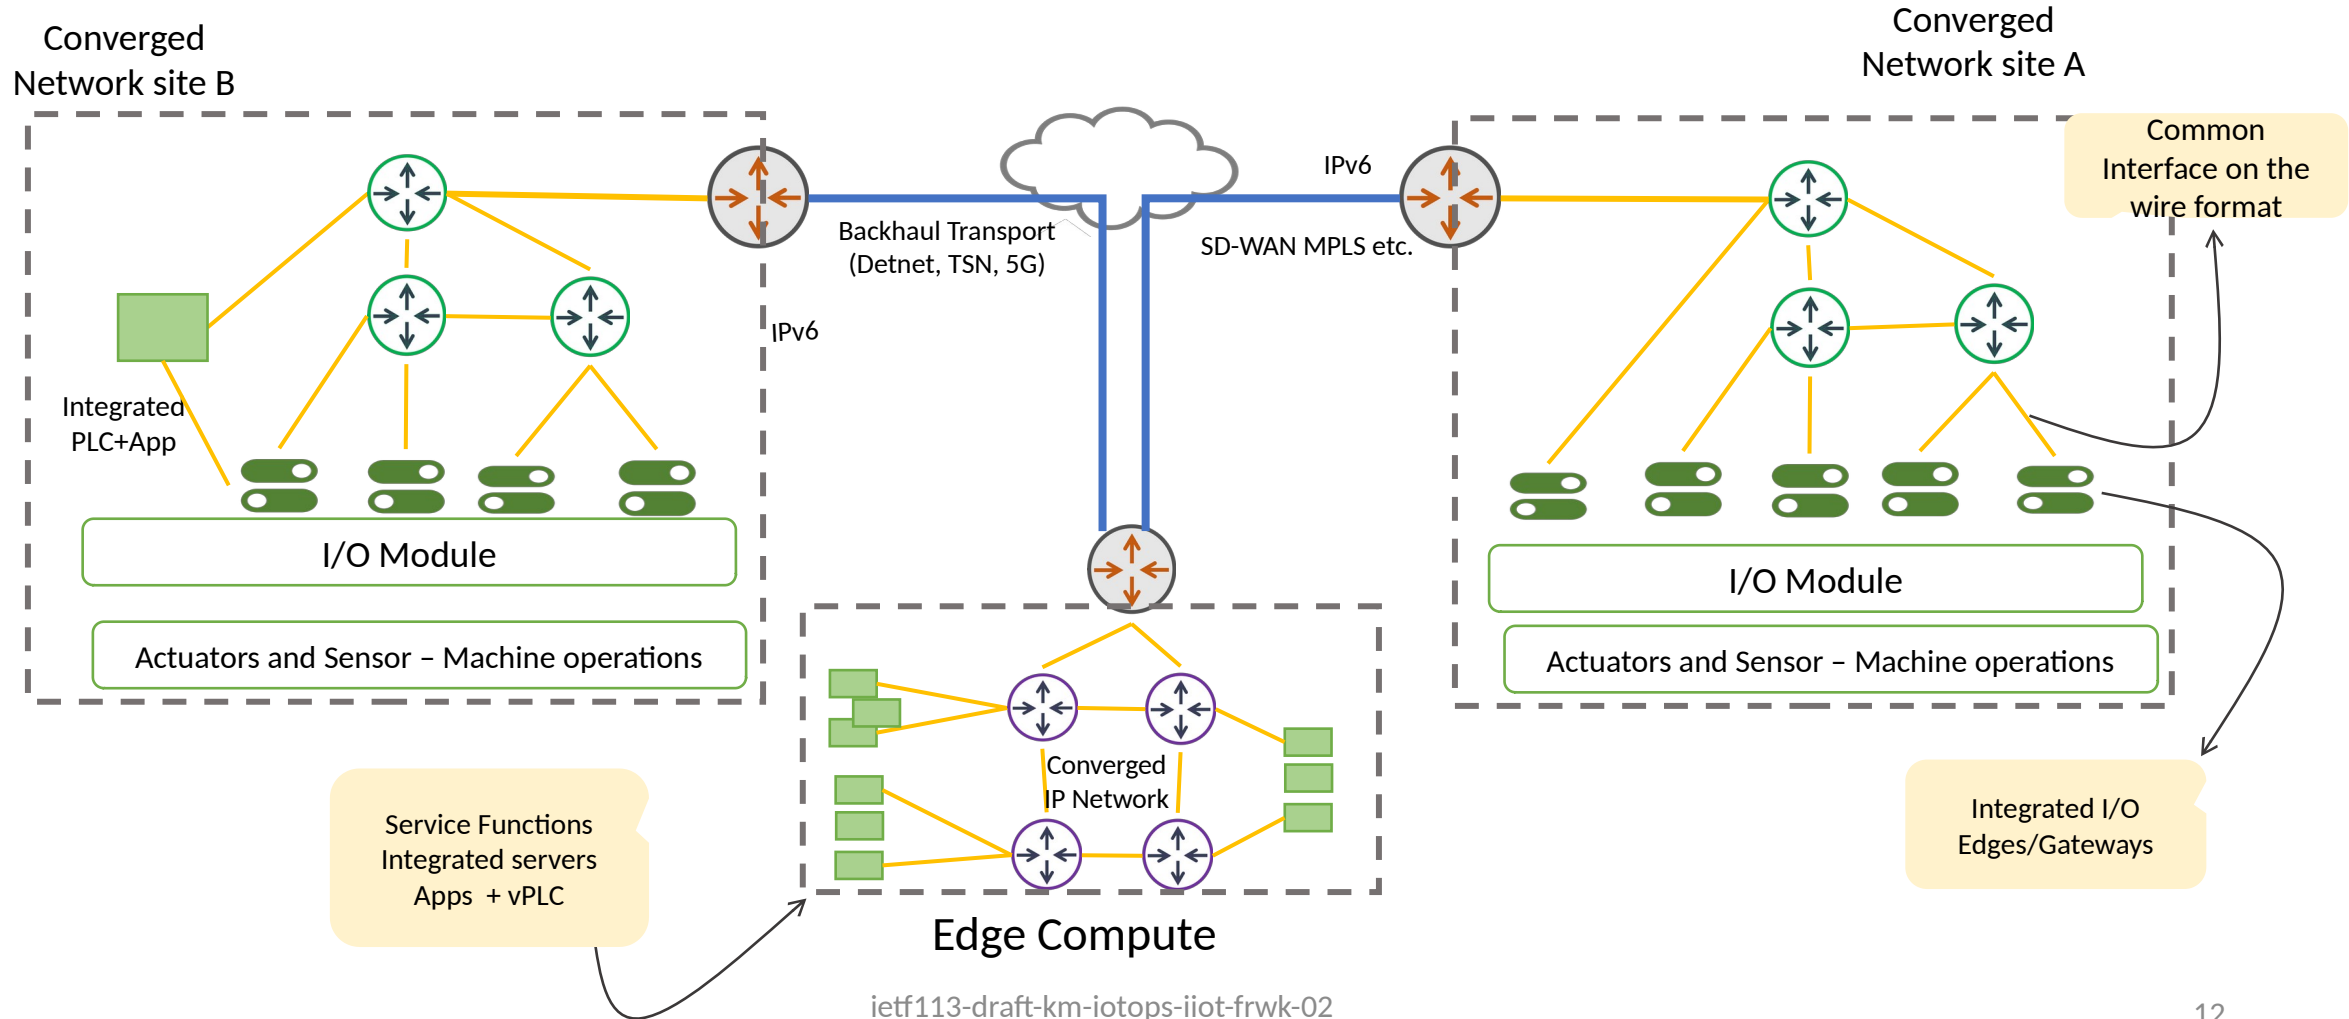 Converged
Network site B
Converged
Network site A
Common
Interface on the
wire format
IPv6
Backhaul Transport
(Detnet, TSN, 5G)
SD-WAN MPLS etc.
IPv6
Integrated
PLC+App
I/O Module
Actuators and Sensor – Machine operations
I/O Module
Actuators and Sensor – Machine operations
Converged
IP Network
Service Functions
Integrated servers
Apps + vPLC
Integrated I/O
Edges/Gateways
Edge Compute
ietf113-draft-km-iotops-iiot-frwk-02
12